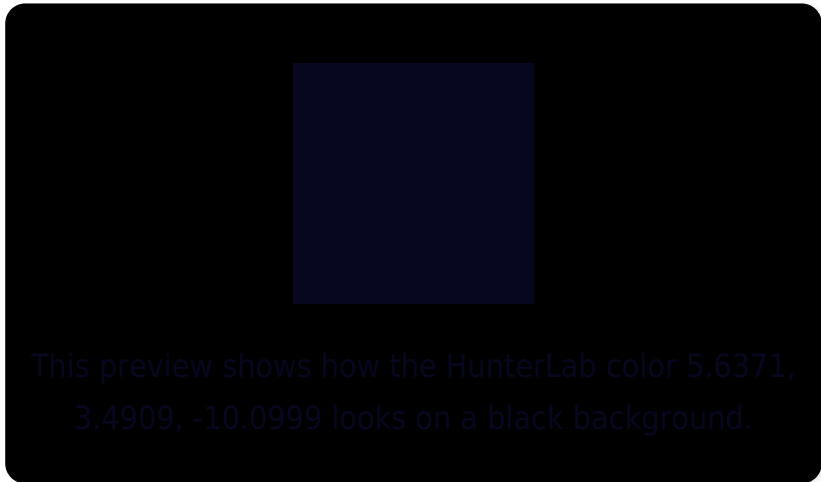 This preview shows how the HunterLab color 5.6371,
3.4909, -10.0999 looks on a black background.